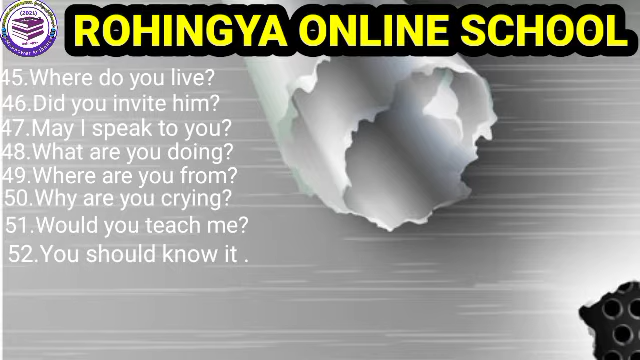 (2021)
ROHINGYA ONLINE SCHOOL
45.Where do you live?
46.Did you invite him?
47.May I speak to you?
48.What are you doing?
49.Where are you from?
50.Why are you crying?
51.Would you teach me?
52.You should know it .